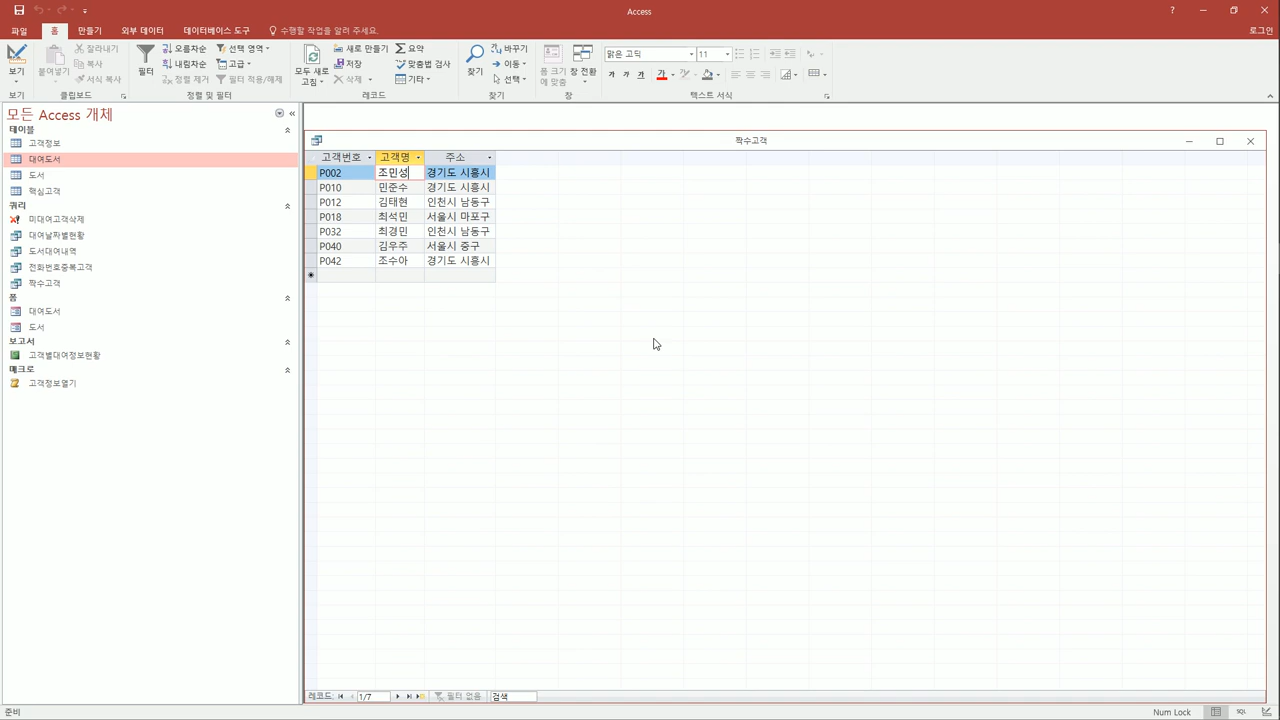 Access
? 
파일 홈 만들기 외부 데이터 데이터베이스 도구 수행할 작업을 알려 주세요. 로그인
보기 붙여넣기 잘라내기 복사 서식 복사
필터 오름차순 내림차순 정렬 제거 선택 영역 고급 필터 적용/해제
모두 새로 고침 새로 만들기 저장 삭제 요약 맞춤법 검사 기타
찾기 바꾸기 이동 선택
폼 크기에 맞춤 창 전환
맑은 고딕 11
가 가 가 가
보기 클립보드 정렬 및 필터 레코드 찾기 창 텍스트 서식
모든 Access 개체
테이블
고객정보
대여도서
도서
핵심고객
쿼리
미대여고객삭제
대여날짜별현황
도서대여내역
전화번호중복고객
짝수고객
폼
대여도서
도서
보고서
고객별대여정보현황
매크로
고객정보열기
짝수고객
고객번호 고객명 주소
P002 조민성 경기도 시흥시
P010 민준수 경기도 시흥시
P012 김태현 인천시 남동구
P018 최석민 서울시 마포구
P032 최경민 인천시 남동구
P040 김우주 서울시 중구
P042 조수아 경기도 시흥시
레코드: 1/7 필터 없음 검색
준비 Num Lock SQL